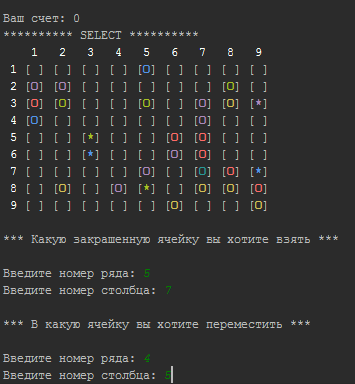 Ваш счет: 0
********** SELECT **********
1 2 3 4 5 6 7 8 9
1 [ ] [ ] [ ] [ ] [O] [ ] [ ] [ ] [ ]
2 [O] [O] [ ] [ ] [ ] [ ] [ ] [O] [ ]
3 [O] [O] [ ] [ ] [O] [ ] [O] [O] [*]
4 [O] [ ] [ ] [ ] [ ] [ ] [O] [ ] [ ]
5 [ ] [ ] [*] [ ] [ ] [O] [O] [ ] [ ]
6 [ ] [ ] [*] [ ] [ ] [O] [O] [ ] [ ]
7 [ ] [ ] [ ] [ ] [O] [ ] [O] [O] [*]
8 [ ] [O] [ ] [O] [*] [ ] [O] [O] [O]
9 [ ] [ ] [ ] [ ] [ ] [O] [ ] [ ] [O]
*** Какую закрашенную ячейку вы хотите взять ***
Введите номер ряда: 5
Введите номер столбца: 7
*** В какую ячейку вы хотите переместить ***
Введите номер ряда: 4
Введите номер столбца: 5